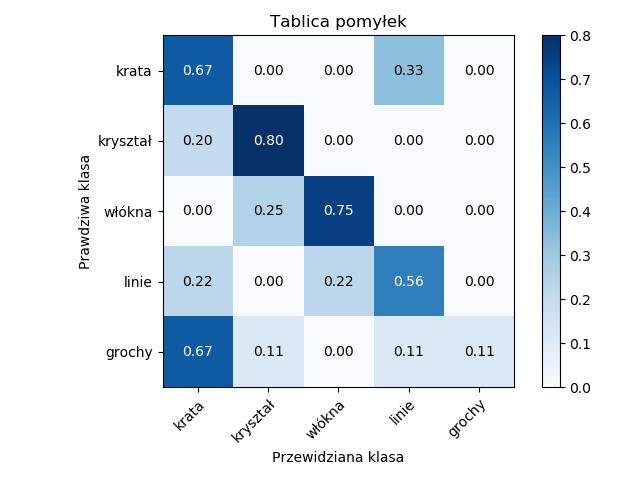 Tablica pomyłek
Prawdziwa klasa
krata 0.67 0.00 0.00 0.33 0.00
kryształ 0.20 0.80 0.00 0.00 0.00
włókna 0.00 0.25 0.75 0.00 0.00
linie 0.22 0.00 0.22 0.56 0.00
grochy 0.67 0.11 0.00 0.11 0.11
krata kryształ włókna linie grochy
Przewidziana klasa
0.8
0.7
0.6
0.5
0.4
0.3
0.2
0.1
0.0